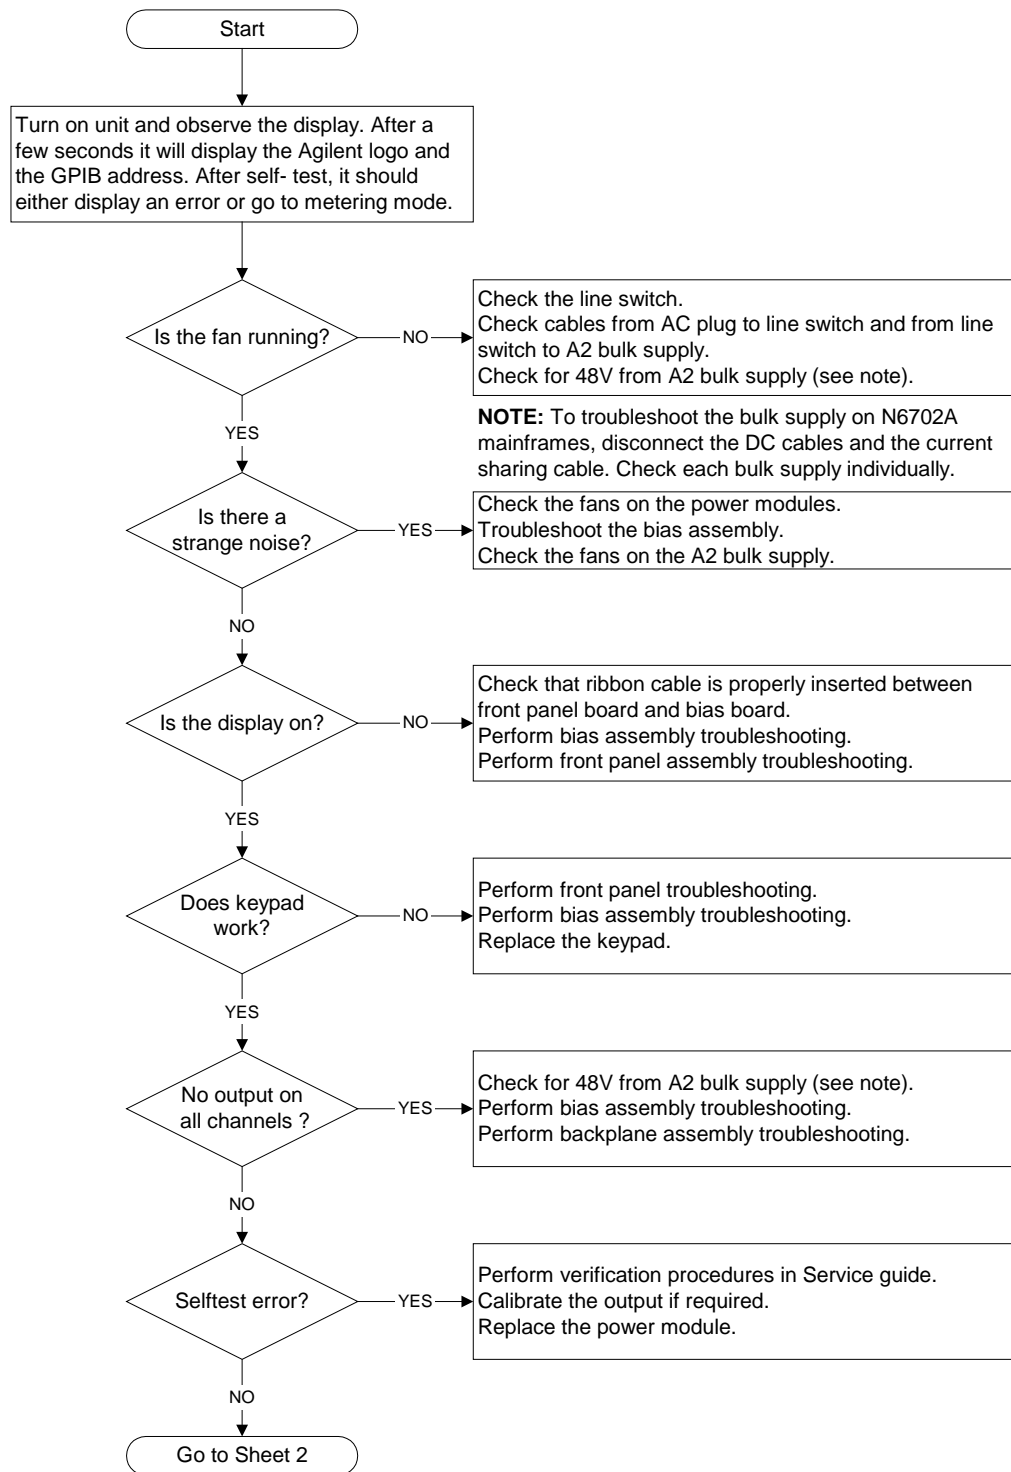 Start
Turn on unit and observe the display. After a
few seconds it will display the Agilent logo and
the GPIB address. After self- test, it should
either display an error or go to metering mode.
Is the fan running?
NO
Check the line switch.
Check cables from AC plug to line switch and from line
switch to A2 bulk supply.
Check for 48V from A2 bulk supply (see note).
NOTE: To troubleshoot the bulk supply on N6702A
mainframes, disconnect the DC cables and the current
sharing cable. Check each bulk supply individually.
YES
Is there a
strange noise?
YES
Check the fans on the power modules.
Troubleshoot the bias assembly.
Check the fans on the A2 bulk supply.
NO
Is the display on?
NO
Check that ribbon cable is properly inserted between
front panel board and bias board.
Perform bias assembly troubleshooting.
Perform front panel assembly troubleshooting.
YES
Does keypad
work?
NO
Perform front panel troubleshooting.
Perform bias assembly troubleshooting.
Replace the keypad.
YES
No output on
all channels ?
YES
Check for 48V from A2 bulk supply (see note).
Perform bias assembly troubleshooting.
Perform backplane assembly troubleshooting.
NO
Selftest error?
YES
Perform verification procedures in Service guide.
Calibrate the output if required.
Replace the power module.
NO
Go to Sheet 2